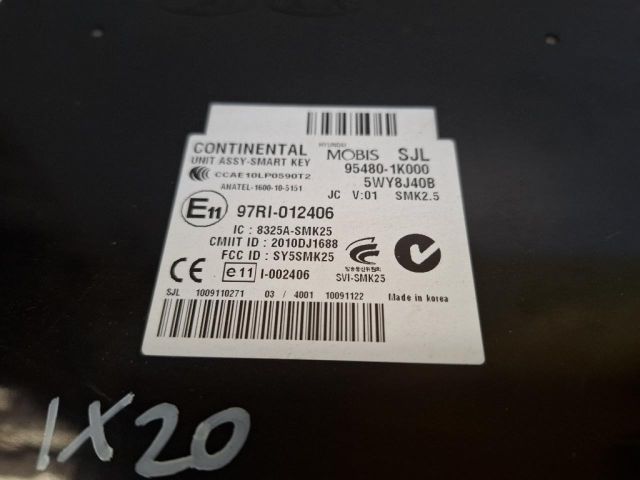 CONTINENTAL HYUNDAI MOBIS SJL
UNIT ASSY-SMART KEY 95480-1K000
CCAE10LP0590T2 5WY8J40B
ANATEL-1600-10-5151 JC V:01 SMK2.5
E11 97RI-012406
IC : 8325A-SMK25
CMIIT ID : 2010DJ1688
FCC ID : SY5SMK25
CE e11 I-002406 SVI-SMK25
SJL 1009110271 03 / 4001 10091122 Made in korea
IX20